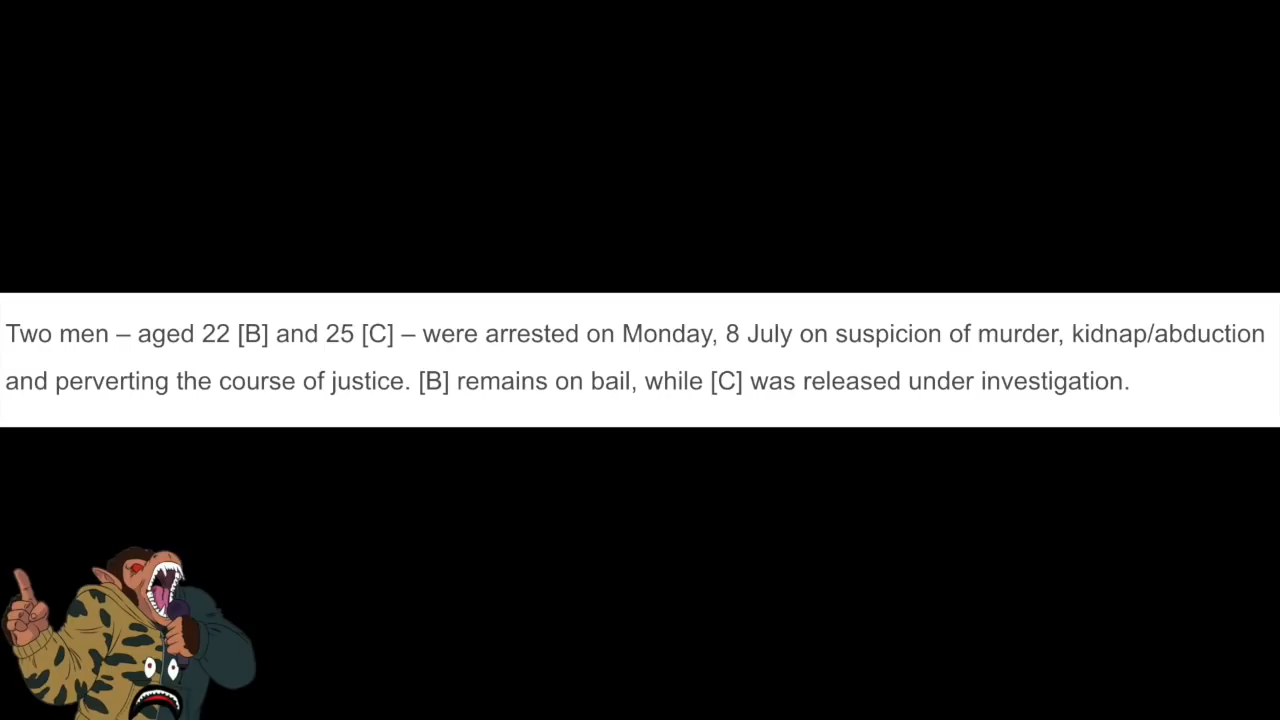 Two men – aged 22 [B] and 25 [C] – were arrested on Monday, 8 July on suspicion of murder, kidnap/abduction
and perverting the course of justice. [B] remains on bail, while [C] was released under investigation.